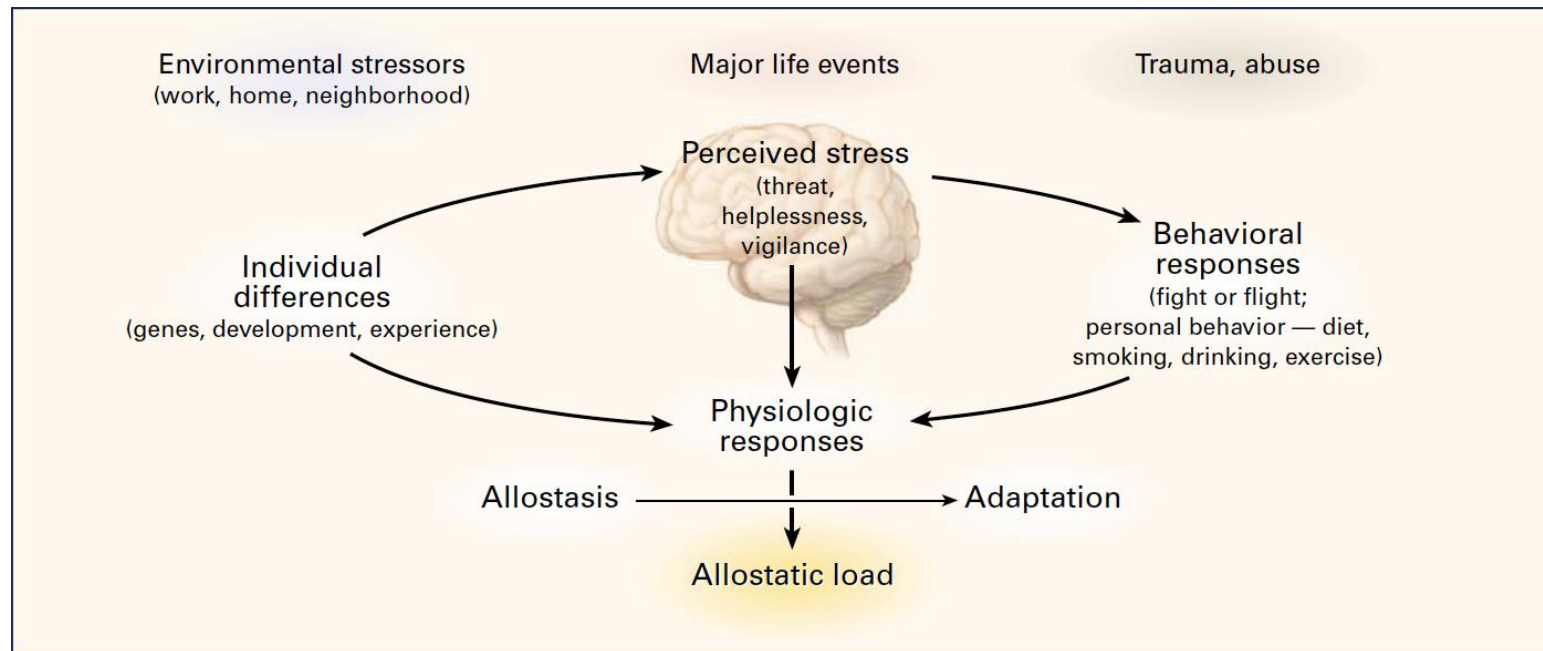 Environmental stressors
(work, home, neighborhood)
Major life events
Trauma, abuse
Perceived stress
(threat,
helplessness,
vigilance)
Individual
differences
(genes, development, experience)
Behavioral
responses
(fight or flight;
personal behavior — diet,
smoking, drinking, exercise)
Physiologic
responses
Allostasis
Adaptation
Allostatic load